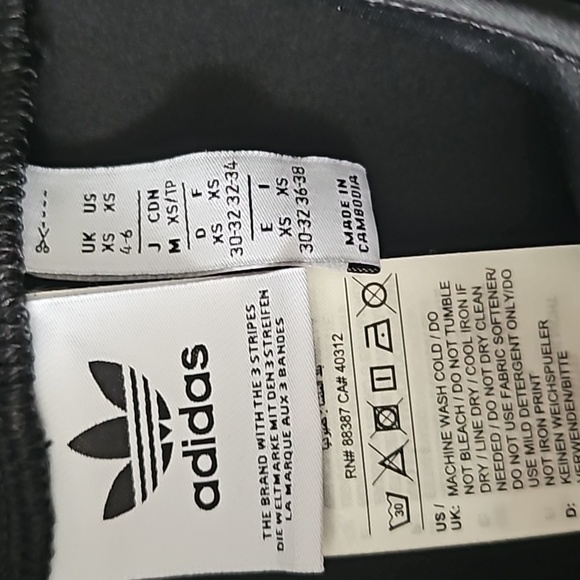 UK US
XS XS
4-6
J CDN
M XS/TP
D F
XS XS
30-32 32-34
E I
XS XS
30-32 36-38
MADE IN
CAMBODIA
adidas
THE BRAND WITH THE 3 STRIPES
DIE WELTMARKE MIT DEN 3 STREIFEN
LA MARQUE AUX 3 BANDES
RN# 88387 CA# 40312
30
US /
UK:
MACHINE WASH COLD / DO
NOT BLEACH / DO NOT TUMBLE
DRY / LINE DRY / COOL IRON IF
NEEDED / DO NOT DRY CLEAN
DO NOT USE FABRIC SOFTENER/
USE MILD DETERGENT ONLY/DO
NOT IRON PRINT
D: KEINEN WEICHSPUELER
VERWENDEN/BITTE